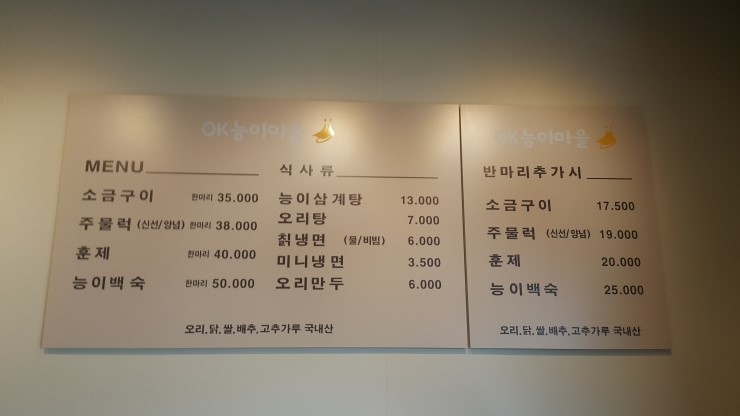 OK능이마을
MENU
소금구이 한마리 35.000
주물럭 (신선/양념) 한마리 38.000
훈제 한마리 40.000
능이백숙 한마리 50.000
식사류
능이삼계탕 13.000
오리탕 7.000
칡냉면 (물/비빔) 6.000
미니냉면 3.500
오리만두 6.000
오리,닭,쌀,배추,고추가루 국내산
OK능이마을
반마리추가시
소금구이 17.500
주물럭 (신선/양념) 19.000
훈제 20.000
능이백숙 25.000
오리,닭,쌀,배추,고추가루 국내산